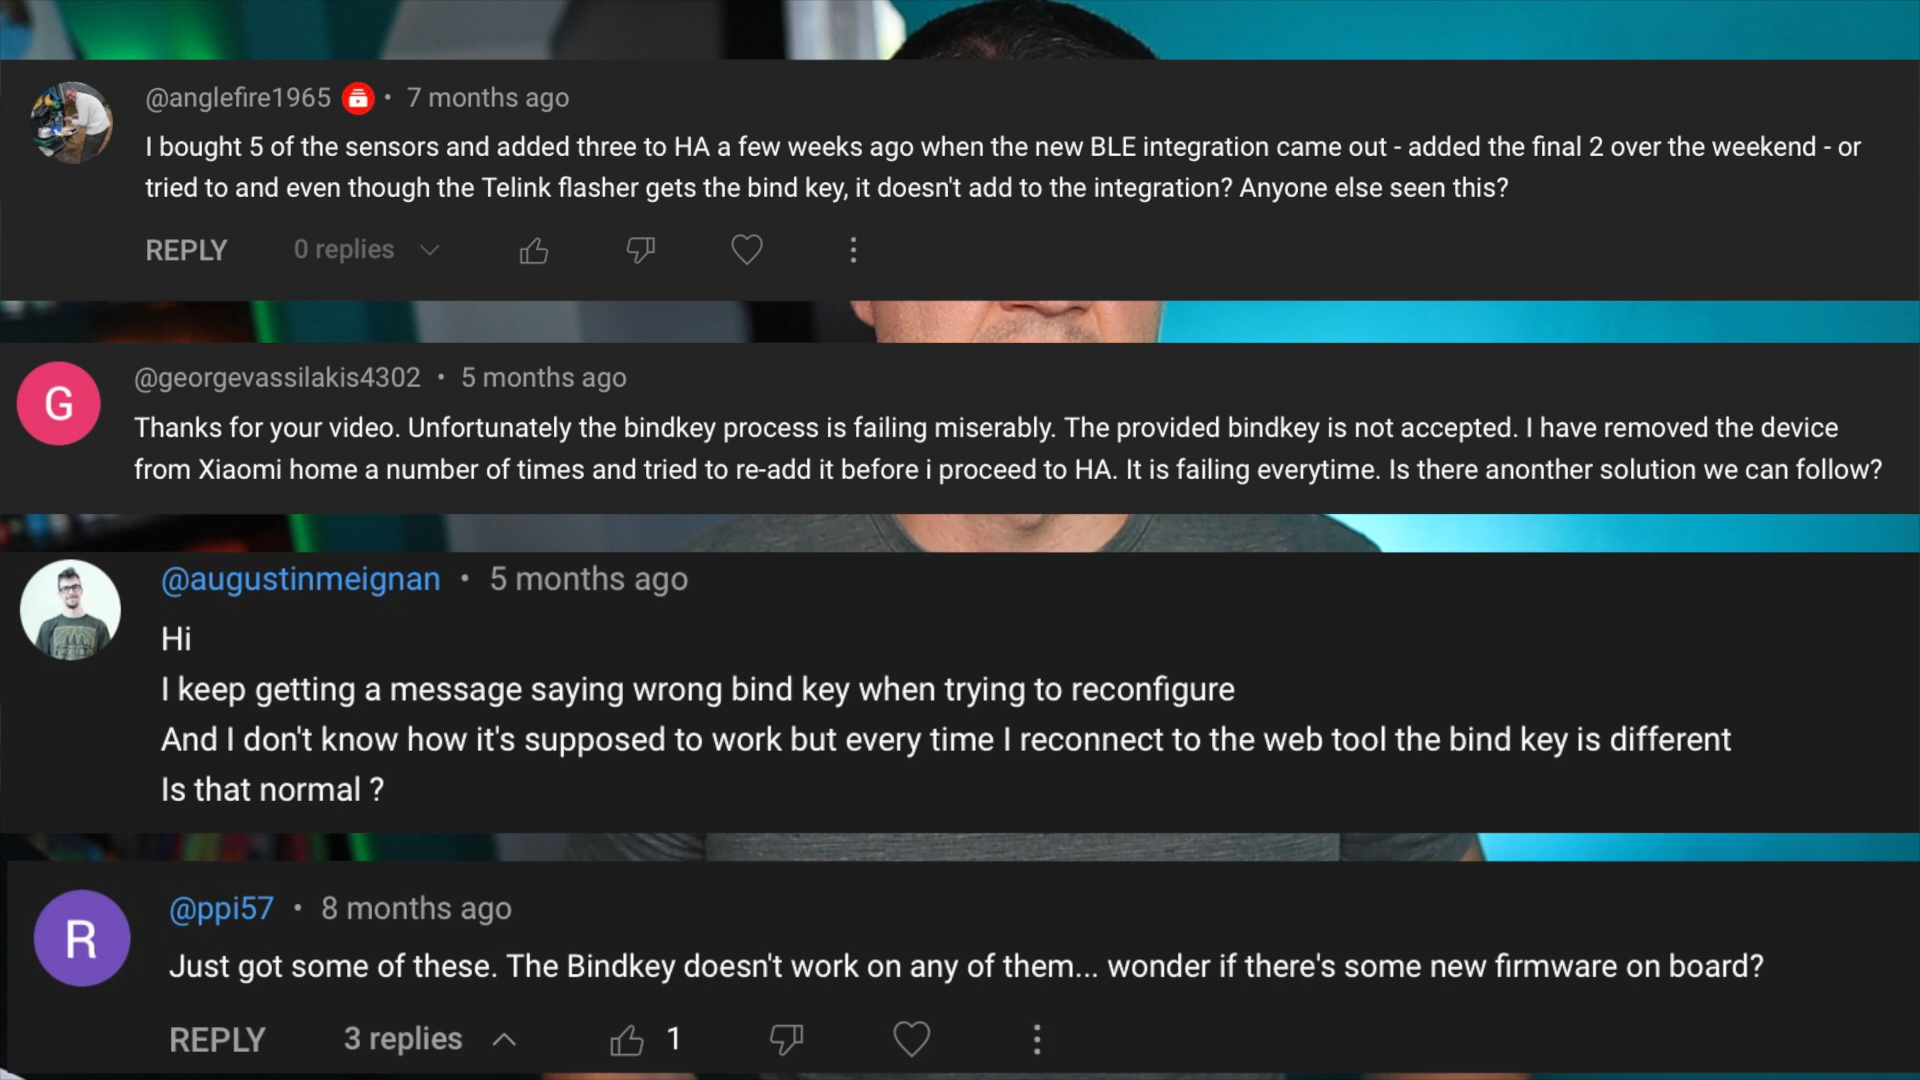 @anglefire1965 • 7 months ago
I bought 5 of the sensors and added three to HA a few weeks ago when the new BLE integration came out - added the final 2 over the weekend - or
tried to and even though the Telink flasher gets the bind key, it doesn't add to the integration? Anyone else seen this?
REPLY 0 replies
G
@georgevassilakis4302 • 5 months ago
Thanks for your video. Unfortunately the bindkey process is failing miserably. The provided bindkey is not accepted. I have removed the device
from Xiaomi home a number of times and tried to re-add it before i proceed to HA. It is failing everytime. Is there anonther solution we can follow?
@augustinmeignan • 5 months ago
Hi
I keep getting a message saying wrong bind key when trying to reconfigure
And I don't know how it's supposed to work but every time I reconnect to the web tool the bind key is different
Is that normal ?
R
@ppi57 • 8 months ago
Just got some of these. The Bindkey doesn't work on any of them... wonder if there's some new firmware on board?
REPLY 3 replies 1